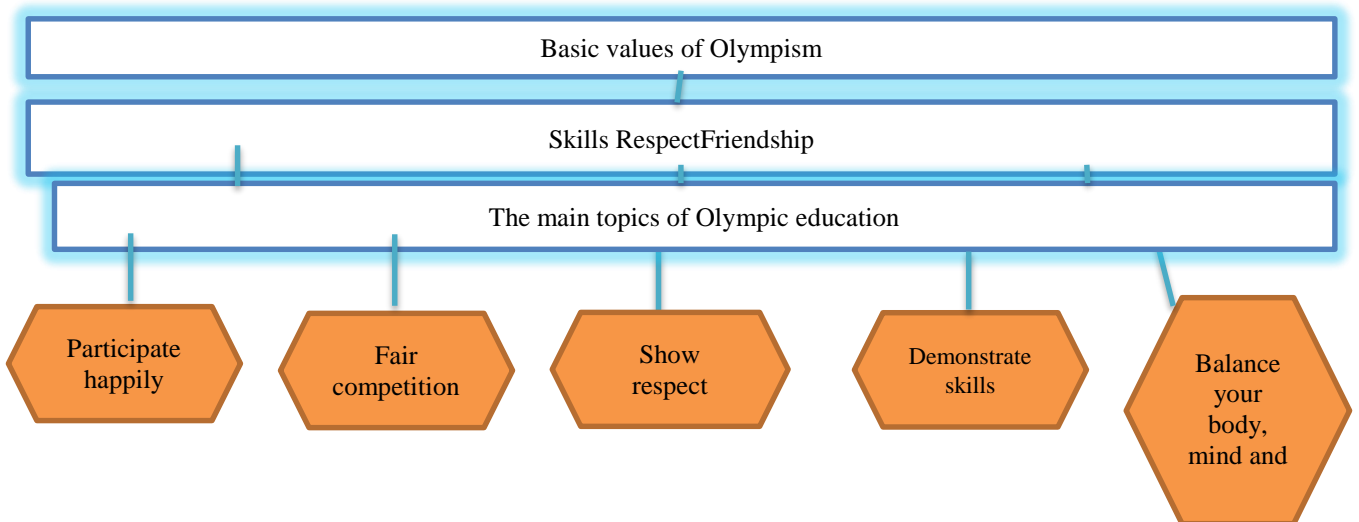 Basic values of Olympism
Skills RespectFriendship
The main topics of Olympic education
Participate
happily
Fair
competition
Show
respect
Demonstrate
skills
Balance
your
body,
mind and